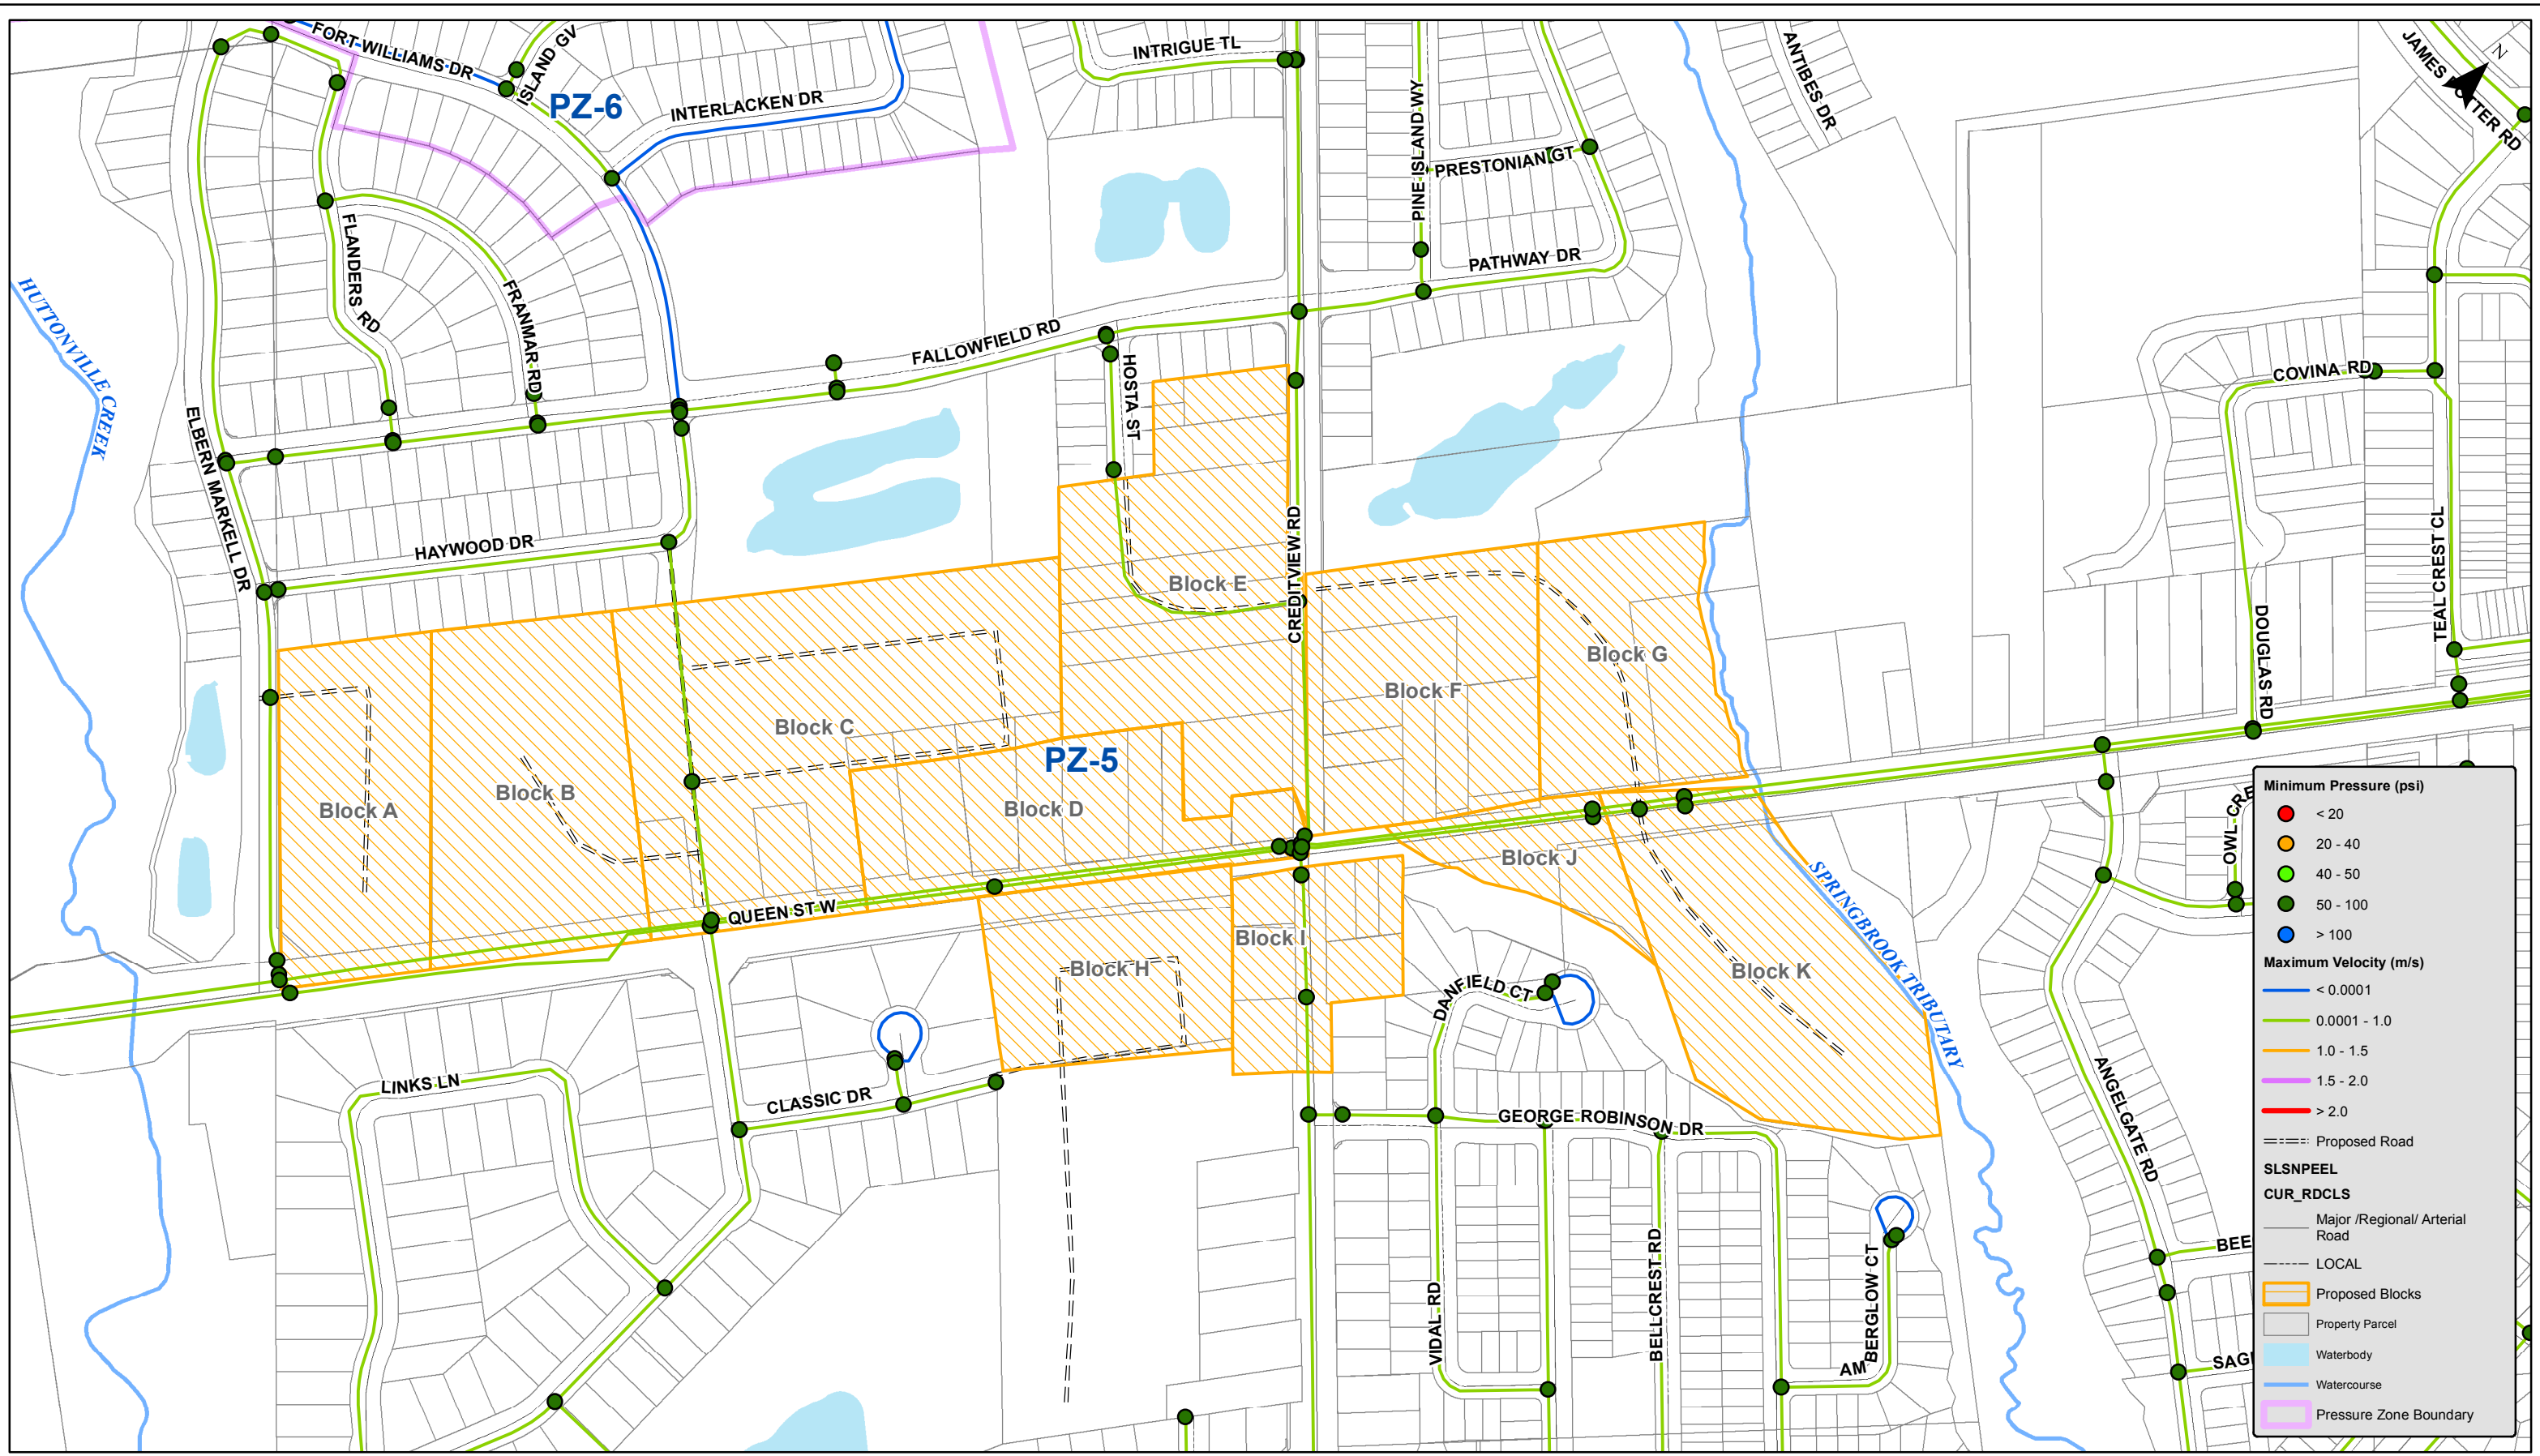 FORT WILLIAMS DR
ISLAND GV
PZ-6
INTERLACKEN DR
INTRIGUE TL
PINE ISLAND WY
PRESTONIAN GT
PATHWAY DR
ANTIBES DR
JAMES POTTER RD
N
HUTTONVILLE CREEK
FLANDERS RD
FRANMAR RD
FALLOWFIELD RD
HOSTA ST
ELBERN MARKELL DR
HAYWOOD DR
CREDITVIEW RD
COVINA RD
TEAL CREST CL
DOUGLAS RD
Block E
Block G
Block F
Block C
PZ-5
Block B
Block A
Block D
Block J
QUEEN ST W
Block I
Block H
Block K
SPRINGBROOK TRIBUTARY
DANFIELD CT
OWL CRE
LINKS LN
CLASSIC DR
GEORGE ROBINSON DR
ANGELGATE RD
VIDAL RD
BELLCREST RD
BERGLOW CT
AM
BEE
SAG
Minimum Pressure (psi)
< 20
20 - 40
40 - 50
50 - 100
> 100
Maximum Velocity (m/s)
< 0.0001
0.0001 - 1.0
1.0 - 1.5
1.5 - 2.0
> 2.0
Proposed Road
SLSNPEEL
CUR_RDCLS
Major /Regional/ Arterial
Road
LOCAL
Proposed Blocks
Property Parcel
Waterbody
Watercourse
Pressure Zone Boundary